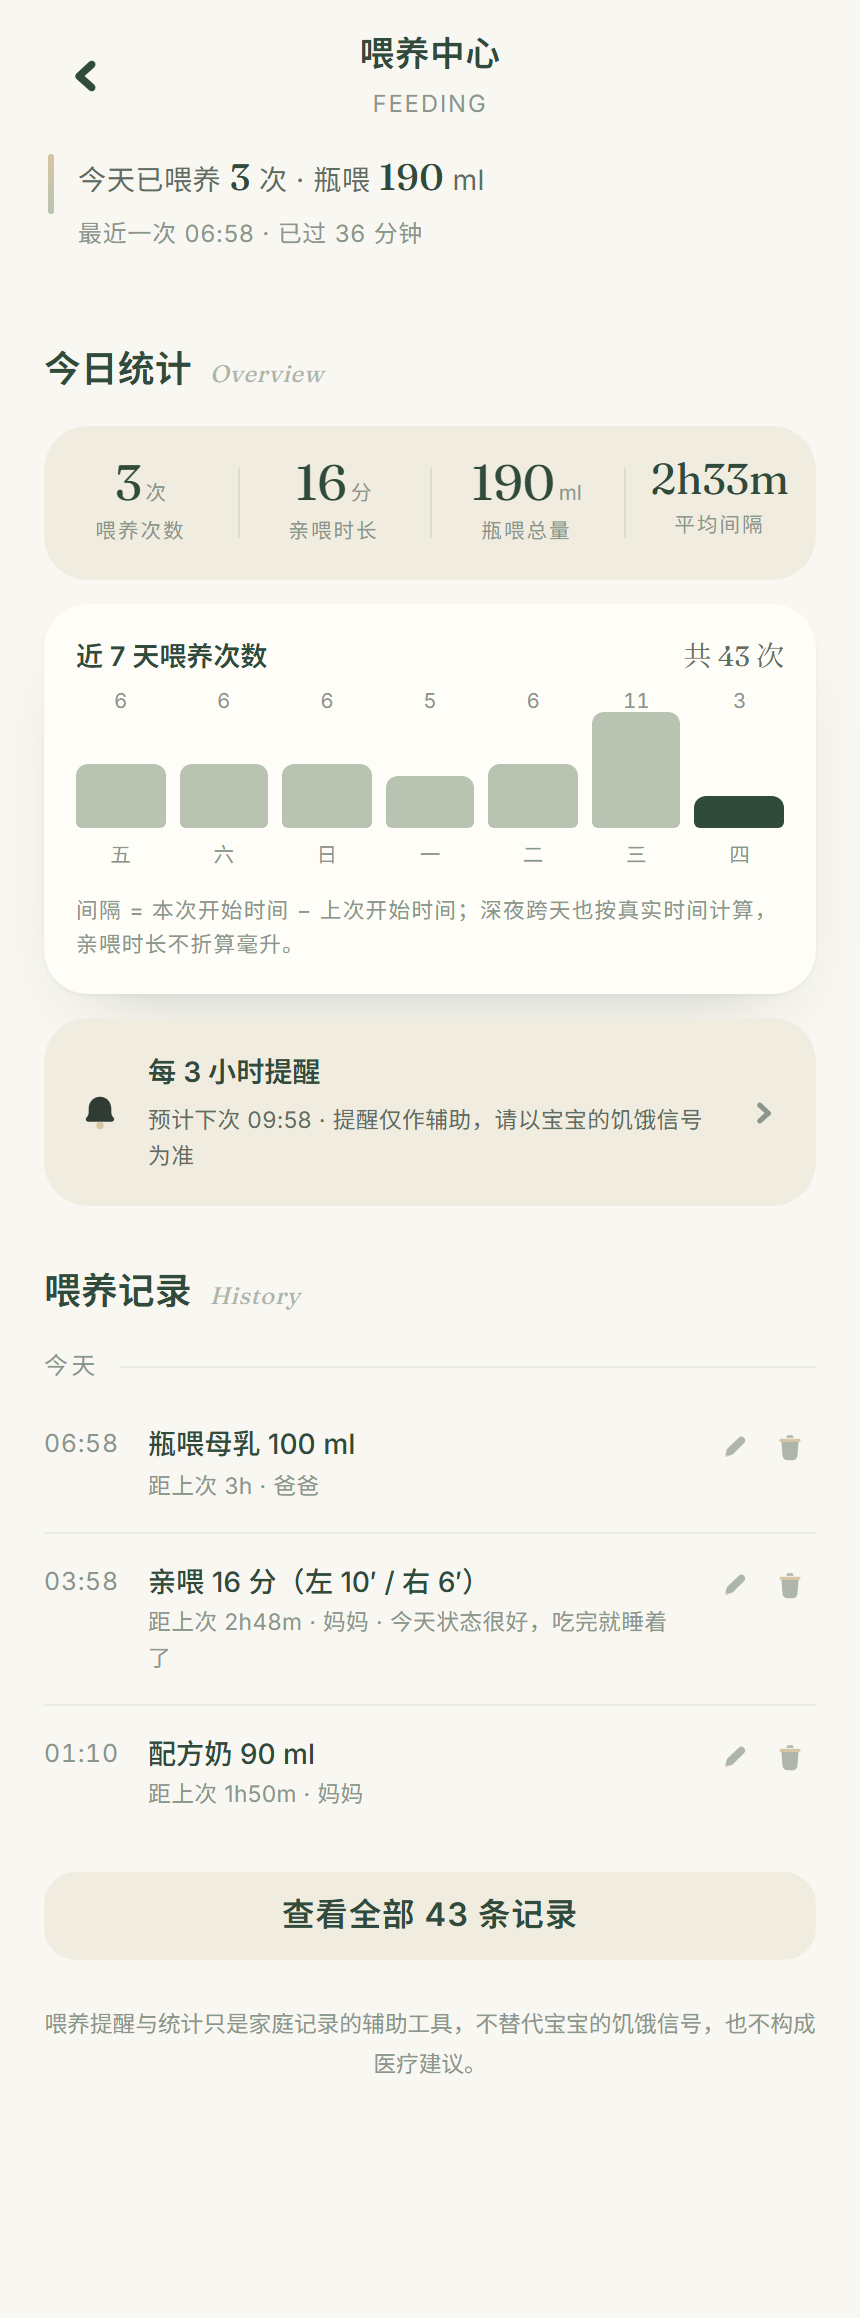 喂养中心
FEEDING
今天已喂养 3 次 · 瓶喂 190 ml
最近一次 06:58 · 已过 36 分钟
今日统计 Overview
3 次 16 分 190 ml 2h33m
喂养次数 亲喂时长 瓶喂总量 平均间隔
近 7 天喂养次数 共 43 次
6 6 6 5 6 11 3
五 六 日 一 二 三 四
间隔 = 本次开始时间 − 上次开始时间；深夜跨天也按真实时间计算，
亲喂时长不折算毫升。
每 3 小时提醒
预计下次 09:58 · 提醒仅作辅助，请以宝宝的饥饿信号
为准
喂养记录 History
今天
06:58 瓶喂母乳 100 ml
距上次 3h · 爸爸
03:58 亲喂 16 分（左 10′ / 右 6′）
距上次 2h48m · 妈妈 · 今天状态很好，吃完就睡着
了
01:10 配方奶 90 ml
距上次 1h50m · 妈妈
查看全部 43 条记录
喂养提醒与统计只是家庭记录的辅助工具，不替代宝宝的饥饿信号，也不构成
医疗建议。